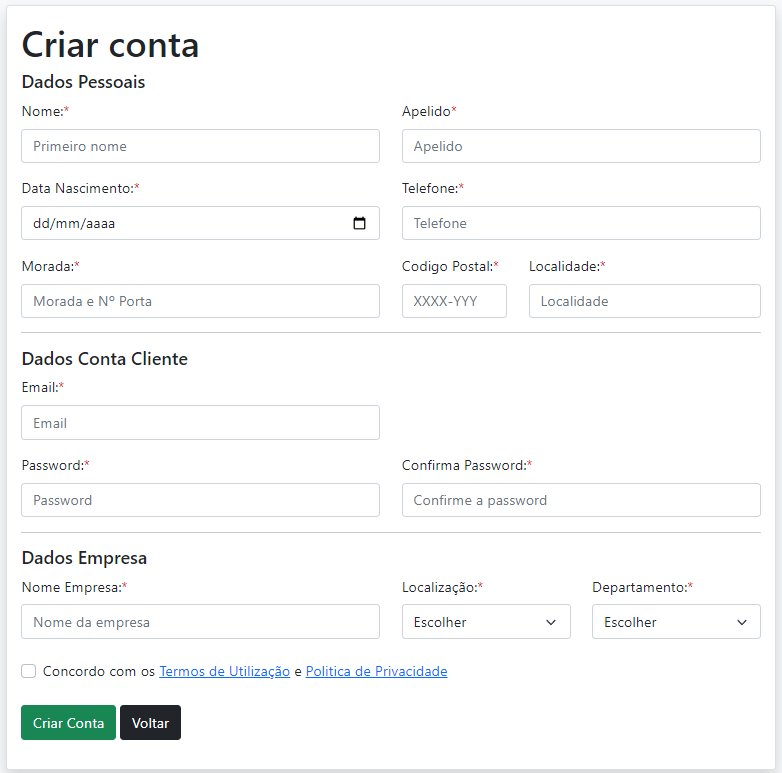 Criar conta
Dados Pessoais
Nome:* Apelido*
Primeiro nome Apelido
Data Nascimento:* Telefone:*
dd/mm/aaaa Telefone
Morada:* Codigo Postal:* Localidade:*
Morada e Nº Porta XXXX-YYY Localidade
Dados Conta Cliente
Email:*
Email
Password:* Confirma Password:*
Password Confirme a password
Dados Empresa
Nome Empresa:* Localização:* Departamento:*
Nome da empresa Escolher Escolher
Concordo com os Termos de Utilização e Politica de Privacidade
Criar Conta Voltar